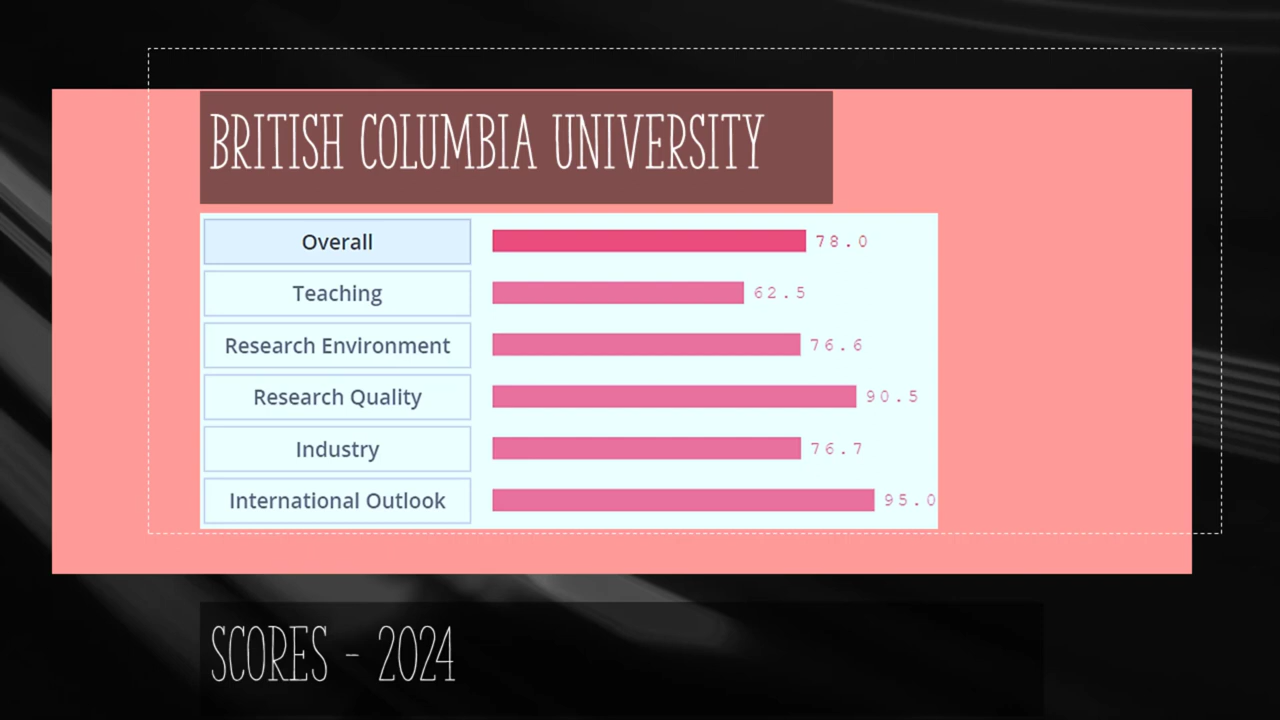 BRITISH COLUMBIA UNIVERSITY
Overall 78.0
Teaching 62.5
Research Environment 76.6
Research Quality 90.5
Industry 76.7
International Outlook 95.0
SCORES - 2024